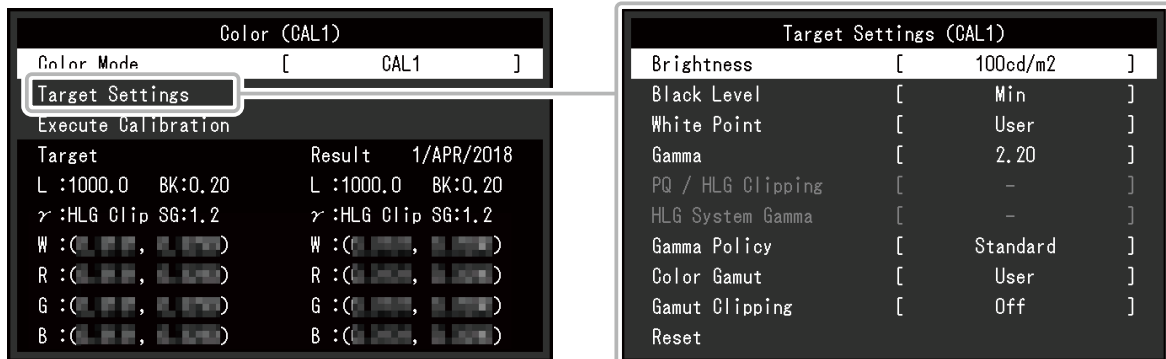 Color (CAL1)
Color Mode [ CAL1 ]
Target Settings
Execute Calibration
Target Result 1/APR/2018
L :1000.0 BK:0.20 L :1000.0 BK:0.20
γ :HLG Clip SG:1.2 γ :HLG Clip SG:1.2
W :( , ) W :( , )
R :( , ) R :( , )
G :( , ) G :( , )
B :( , ) B :( , )
Target Settings (CAL1)
Brightness [ 100cd/m2 ]
Black Level [ Min ]
White Point [ User ]
Gamma [ 2.20 ]
PQ / HLG Clipping [ - ]
HLG System Gamma [ - ]
Gamma Policy [ Standard ]
Color Gamut [ User ]
Gamut Clipping [ Off ]
Reset